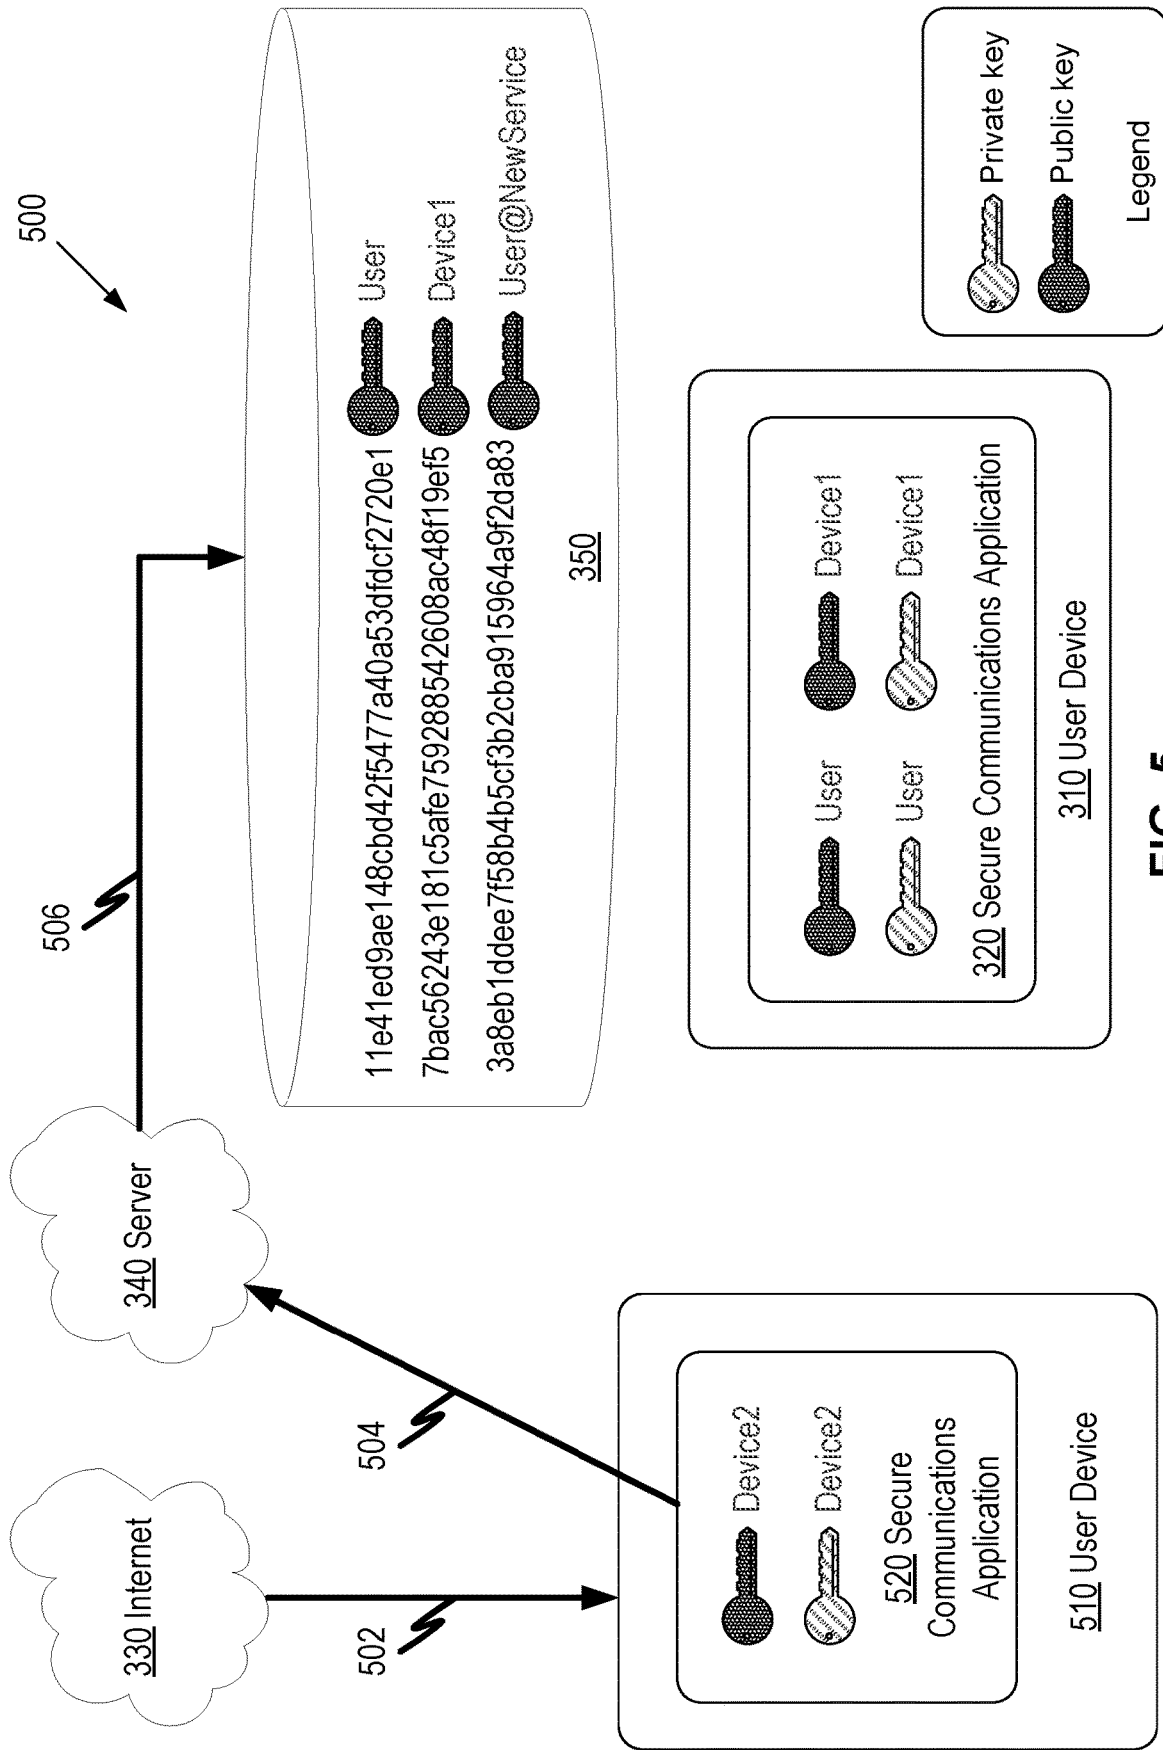 500
330 Internet
340 Server
506
502
504
11e41ed9ae148cbd42f5477a40a53dfdcf2720e1 User
7bac56243e181c5afe759288542608ac48f19ef5 Device1
3a8eb1ddee7f58b4b5cf3b2cba915964a9f2da83 User@NewService
350
Device2
Device2
520 Secure
Communications
Application
510 User Device
User Device1
User Device1
320 Secure Communications Application
310 User Device
Private key
Public key
Legend
FIG. 5